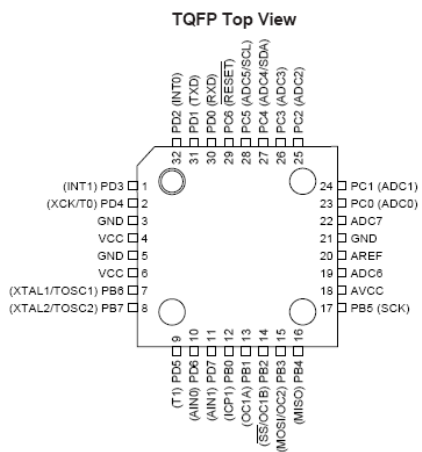 TQFP Top View
PD2 (INT0)
PD1 (TXD)
PD0 (RXD)
PC6 (RESET)
PC5 (ADC5/SCL)
PC4 (ADC4/SDA)
PC3 (ADC3)
PC2 (ADC2)
32
31
30
29
28
27
26
25
(INT1) PD3 1
(XCK/T0) PD4 2
GND 3
VCC 4
GND 5
VCC 6
(XTAL1/TOSC1) PB6 7
(XTAL2/TOSC2) PB7 8
24 PC1 (ADC1)
23 PC0 (ADC0)
22 ADC7
21 GND
20 AREF
19 ADC6
18 AVCC
17 PB5 (SCK)
9
10
11
12
13
14
15
16
(T1) PD5
(AIN0) PD6
(AIN1) PD7
(ICP1) PB0
(OC1A) PB1
(SS/OC1B) PB2
(MOSI/OC2) PB3
(MISO) PB4